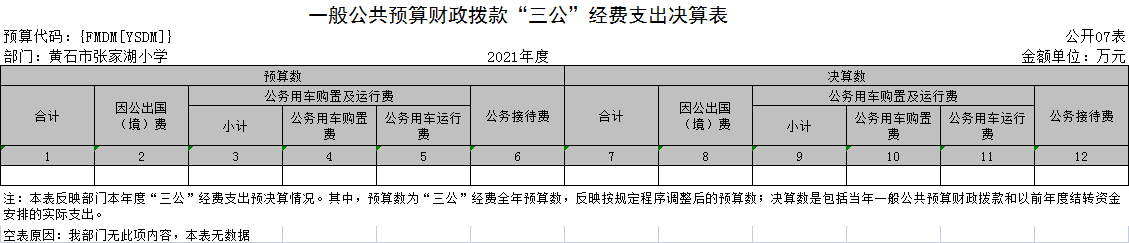 一般公共预算财政拨款“三公”经费支出决算表
预算代码：{FMDM[YSDM]}
公开07表
部门：黄石市张家湖小学
2021年度
金额单位：万元
预算数
决算数
合计
因公出国
（境）费
公务用车购置及运行费
小计
公务用车购置
费
公务用车运行
费
公务接待费
合计
因公出国
（境）费
公务用车购置及运行费
小计
公务用车购置
费
公务用车运行
费
公务接待费
1 2 3 4 5 6 7 8 9 10 11 12
注：本表反映部门本年度“三公”经费支出预决算情况。其中，预算数为“三公”经费全年预算数，反映按规定程序调整后的预算数；决算数是包括当年一般公共预算财政拨款和以前年度结转资金
安排的实际支出。
空表原因：我部门无此项内容，本表无数据